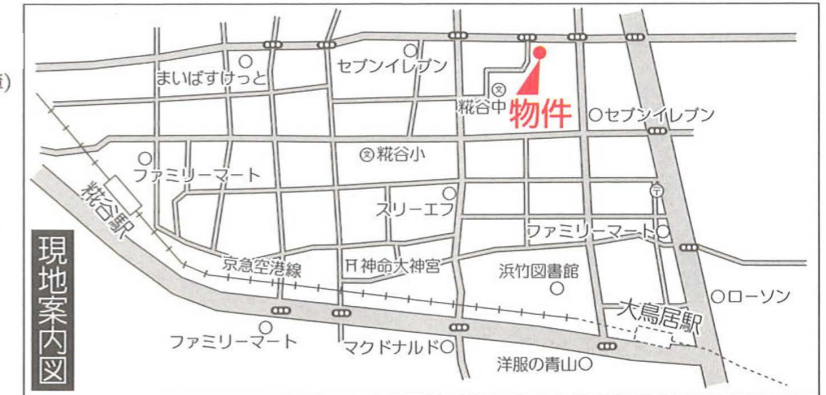 セブンイレブン
まいばすけっと
糀谷中
物件
セブンイレブン
糀谷小
ファミリーマート
糀谷駅
スリーエフ
ファミリーマート
京急空港線
神明大神宮
浜竹図書館
ローソン
大鳥居駅
ファミリーマート
マクドナルド
洋服の青山
現地案内図